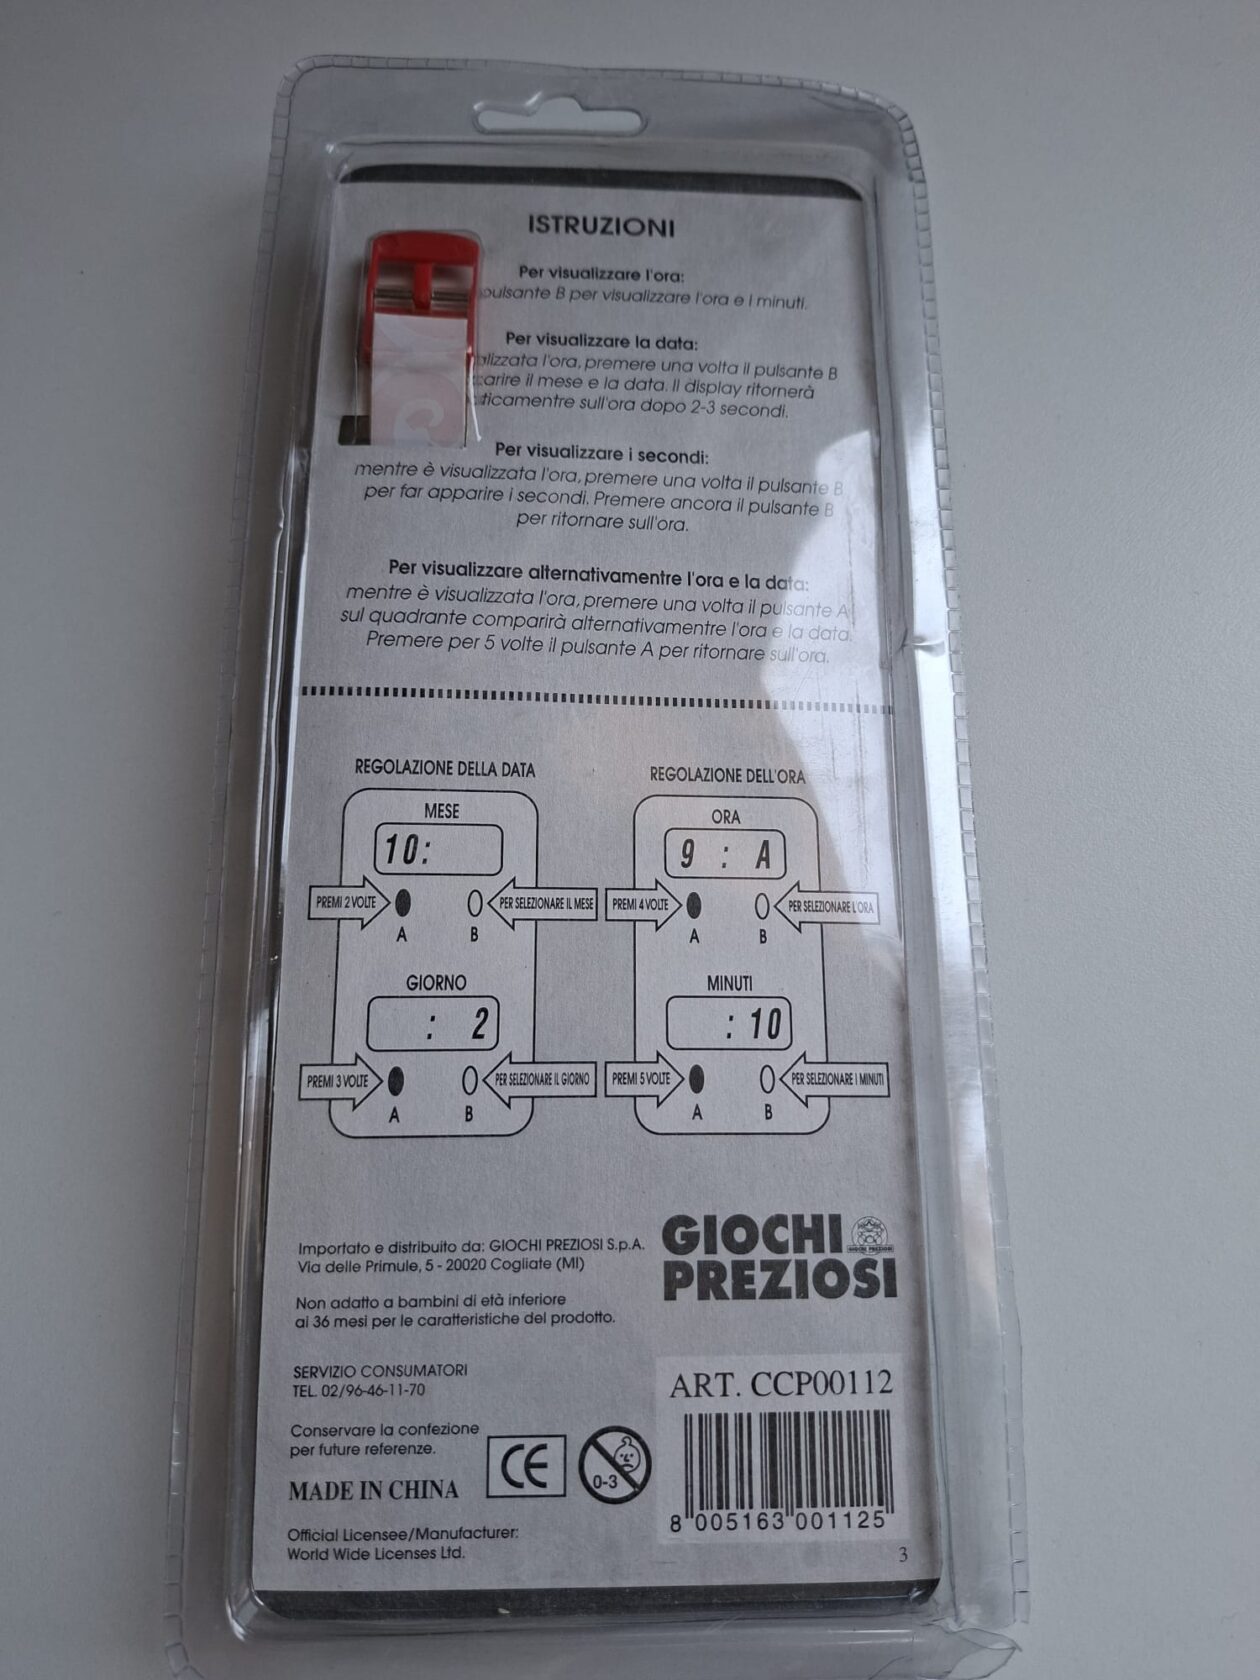 ISTRUZIONI
Per visualizzare l'ora:
pulsante B per visualizzare l'ora e i minuti.
Per visualizzare la data:
l'ora, premere una volta il pulsante B
il mese e la data. Il display ritornerà
sull'ora dopo 2-3 secondi.
Per visualizzare i secondi:
mentre è visualizzata l'ora, premere una volta il pulsante B
per far apparire i secondi. Premere ancora il pulsante B
per ritornare sull'ora.
Per visualizzare alternativamentre l'ora e la data:
mentre è visualizzata l'ora, premere una volta il pulsante A
sul quadrante comparirà alternativamentre l'ora e la data.
Premere per 5 volte il pulsante A per ritornare sull'ora.
REGOLAZIONE DELLA DATA
MESE
10:
PREMI 2 VOLTE
PER SELEZIONARE IL MESE
A B
GIORNO
: 2
PREMI 3 VOLTE
PER SELEZIONARE IL GIORNO
A B
REGOLAZIONE DELL'ORA
ORA
9 : A
PREMI 4 VOLTE
PER SELEZIONARE L'ORA
A B
MINUTI
: 10
PREMI 5 VOLTE
PER SELEZIONARE I MINUTI
A B
Importato e distribuito da: GIOCHI PREZIOSI S.p.A.
Via delle Primule, 5 - 20020 Cogliate (MI)
Non adatto a bambini di età inferiore
ai 36 mesi per le caratteristiche del prodotto.
SERVIZIO CONSUMATORI
TEL. 02/96-46-11-70
Conservare la confezione
per future referenze.
MADE IN CHINA
CE
0-3
Official Licensee/Manufacturer:
World Wide Licenses Ltd.
GIOCHI
PREZIOSI
GIOCHI PREZIOSI
ART. CCP00112
8 005163 001125
3